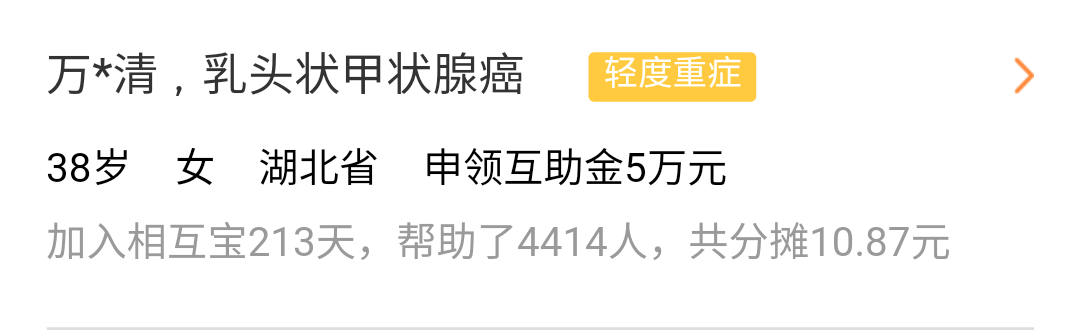 万*清，乳头状甲状腺癌 轻度重症
38岁 女 湖北省 申领互助金5万元
加入相互宝213天，帮助了4414人，共分摊10.87元